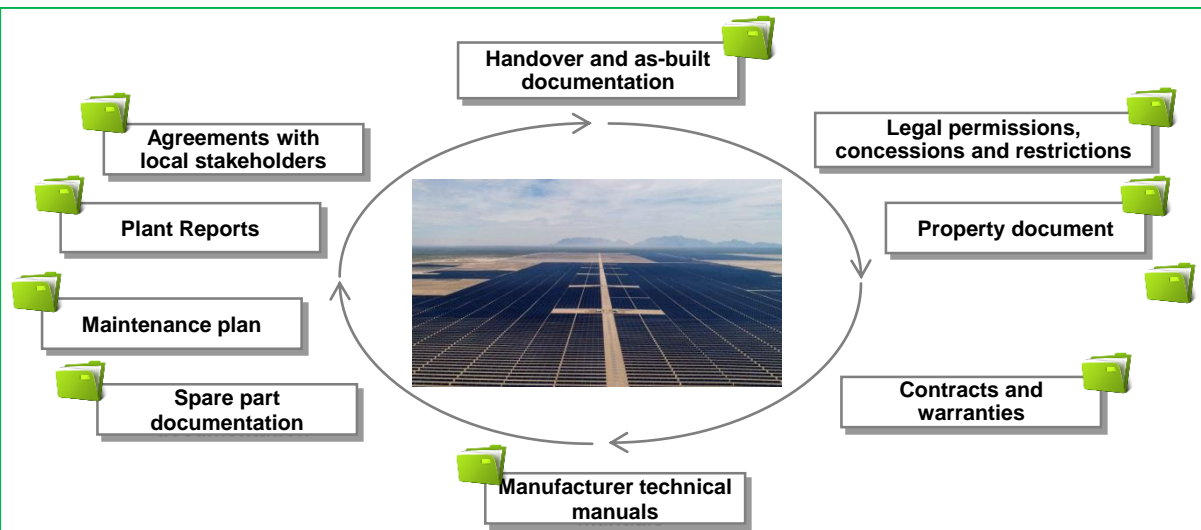 Handover and as-built
documentation
Agreements with
local stakeholders
Legal permissions,
concessions and restrictions
Plant Reports
Property document
Maintenance plan
Spare part
documentation
Contracts and
warranties
Manufacturer technical
manuals